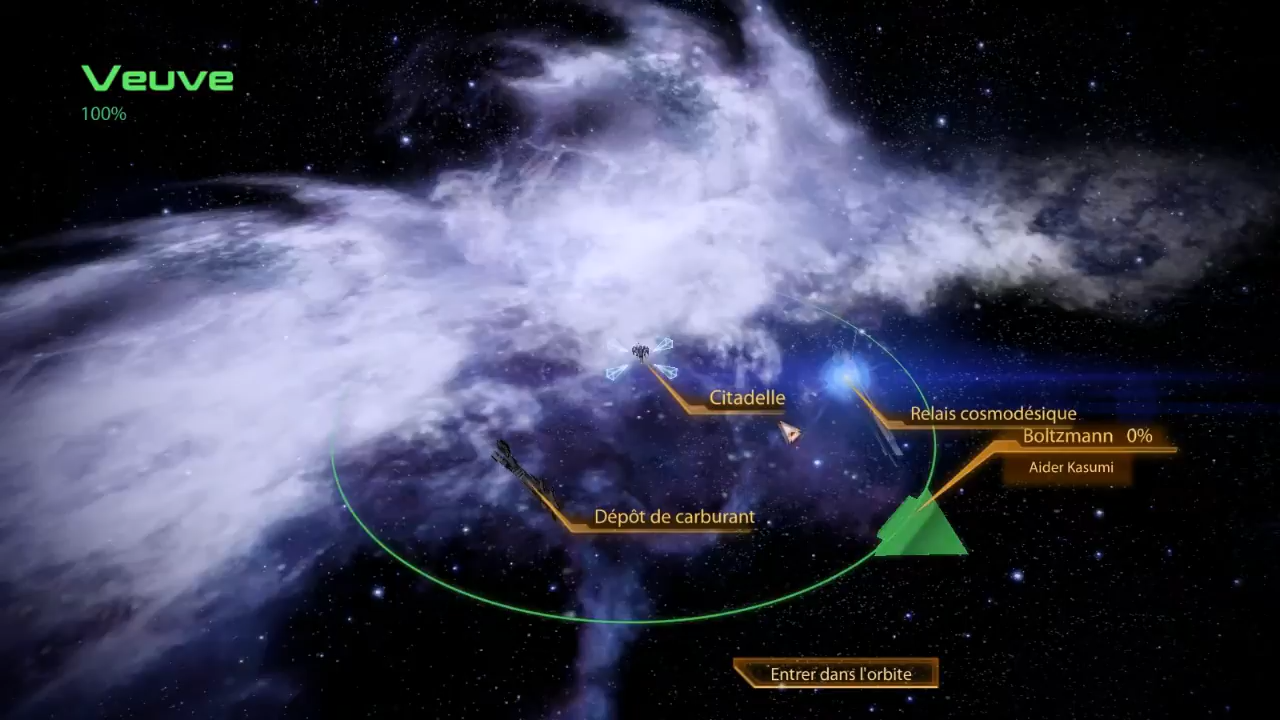 Veuve
100%
Citadelle
Relais cosmodésique
Boltzmann 0%
Aider Kasumi
Dépôt de carburant
Entrer dans l'orbite